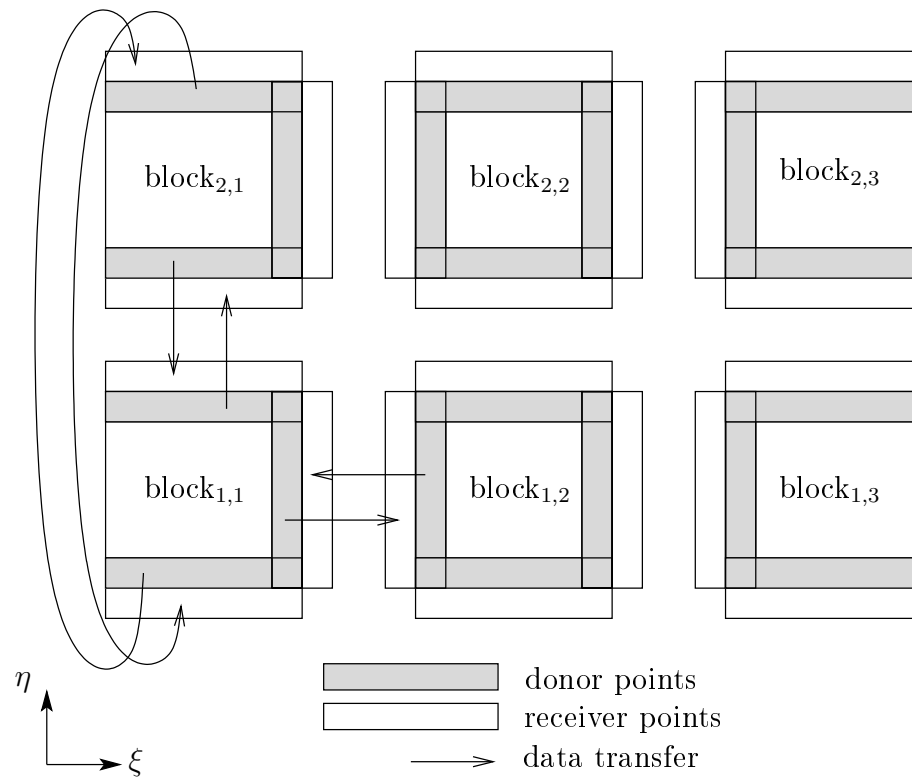 block₂,₁ block₂,₂ block₂,₃
block₁,₁ block₁,₂ block₁,₃
η donor points
receiver points
ξ data transfer